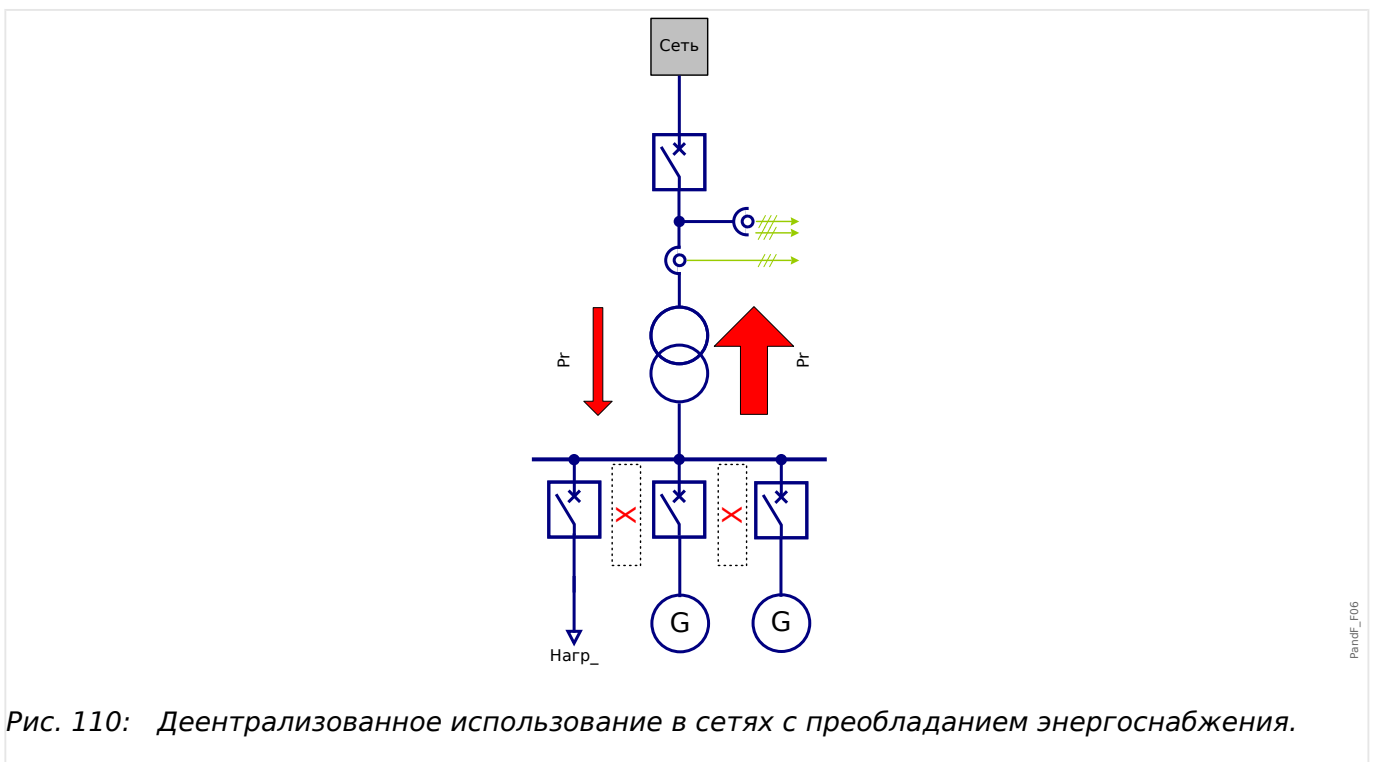 Сеть
Pr
Pr
X
X
G
G
Нагр_
PandF_F06
Рис. 110: Деентрализованное использование в сетях с преобладанием энергоснабжения.